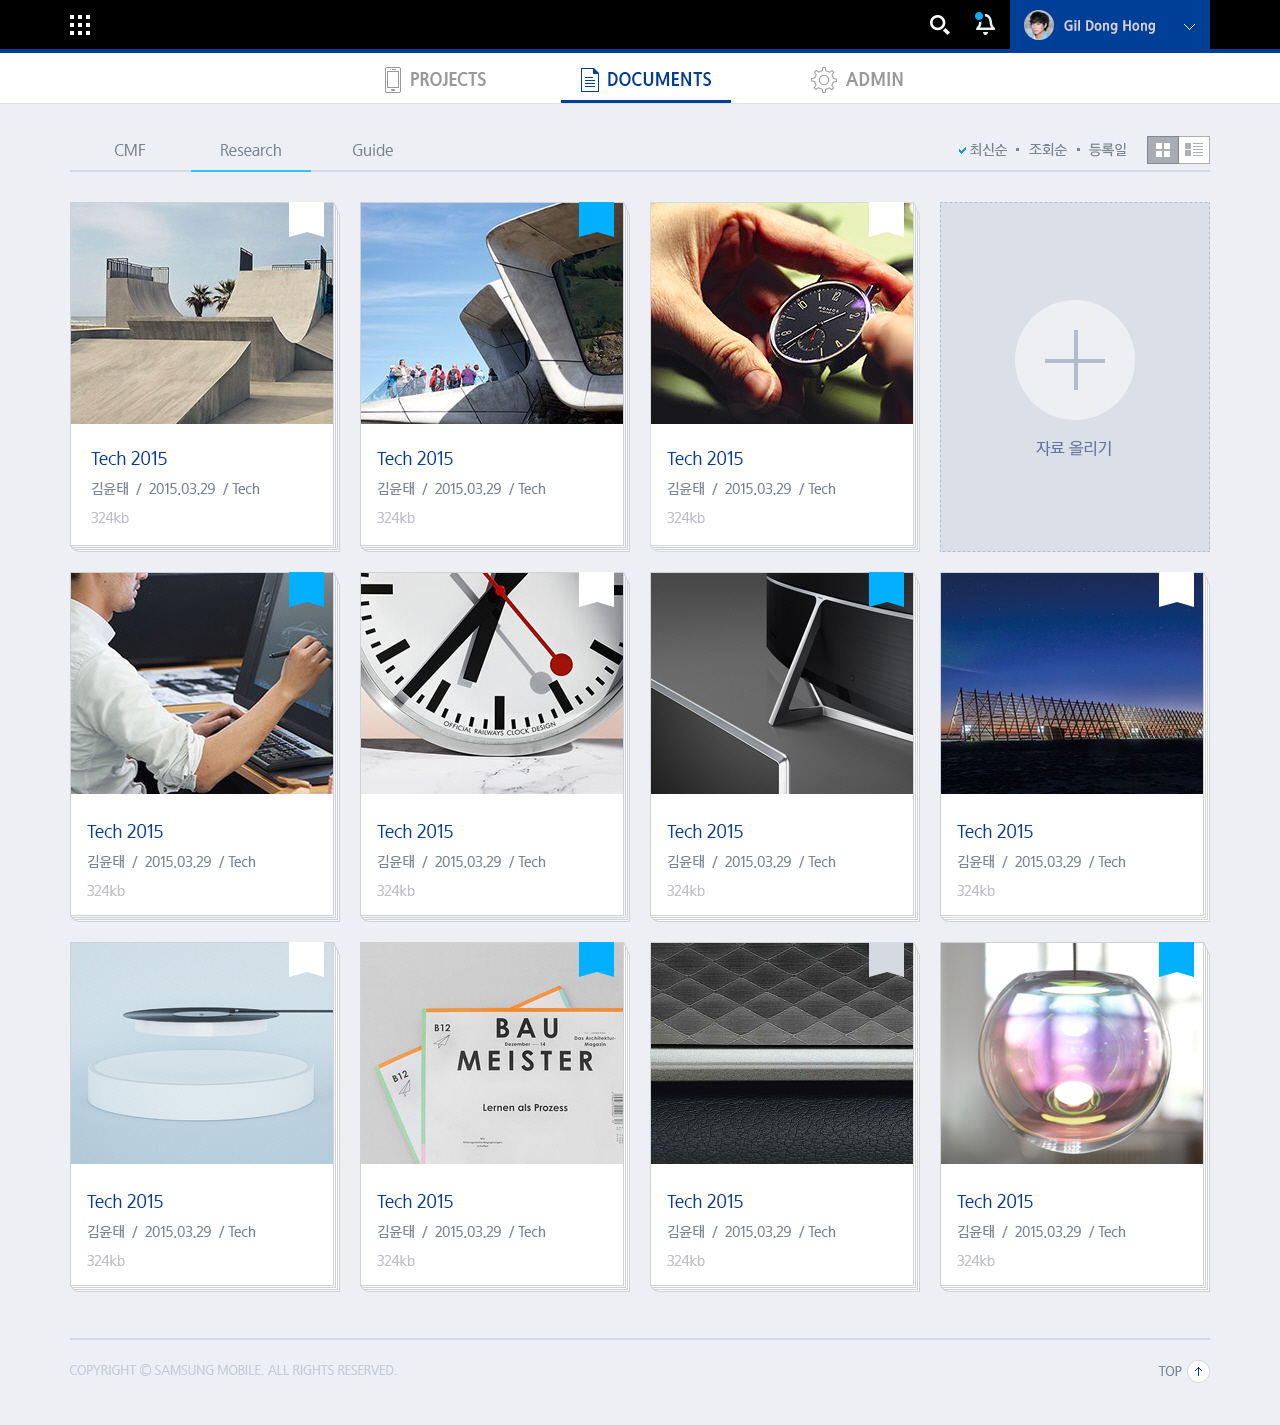 Gil Dong Hong
PROJECTS DOCUMENTS ADMIN
CMF Research Guide 최신순 조회순 등록일
Tech 2015
김윤태 / 2015.03.29 / Tech
324kb
Tech 2015
김윤태 / 2015.03.29 / Tech
324kb
NOMOS
Tech 2015
김윤태 / 2015.03.29 / Tech
324kb
자료 올리기
Tech 2015
김윤태 / 2015.03.29 / Tech
324kb
OFFICIAL RAILWAYS CLOCK DESIGN
Tech 2015
김윤태 / 2015.03.29 / Tech
324kb
Tech 2015
김윤태 / 2015.03.29 / Tech
324kb
Tech 2015
김윤태 / 2015.03.29 / Tech
324kb
Tech 2015
김윤태 / 2015.03.29 / Tech
324kb
B12
BAU
Dezember — 14
Das Architektur-
Magazin
MEISTER
B12
Lernen als Prozess
Tech 2015
김윤태 / 2015.03.29 / Tech
324kb
Tech 2015
김윤태 / 2015.03.29 / Tech
324kb
Tech 2015
김윤태 / 2015.03.29 / Tech
324kb
COPYRIGHT © SAMSUNG MOBILE. ALL RIGHTS RESERVED.
TOP